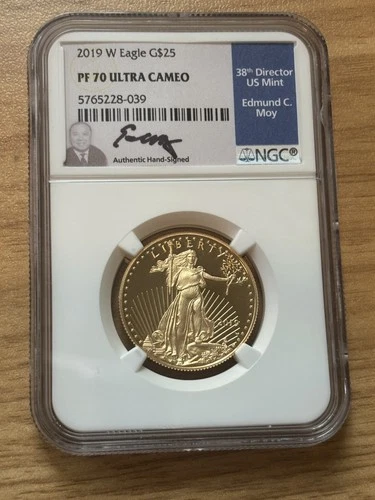 2019 W Eagle G$25
PF 70 ULTRA CAMEO
5765228-039
Authentic Hand-Signed
38th Director
US Mint
Edmund C.
Moy
NGC®
LIBERTY